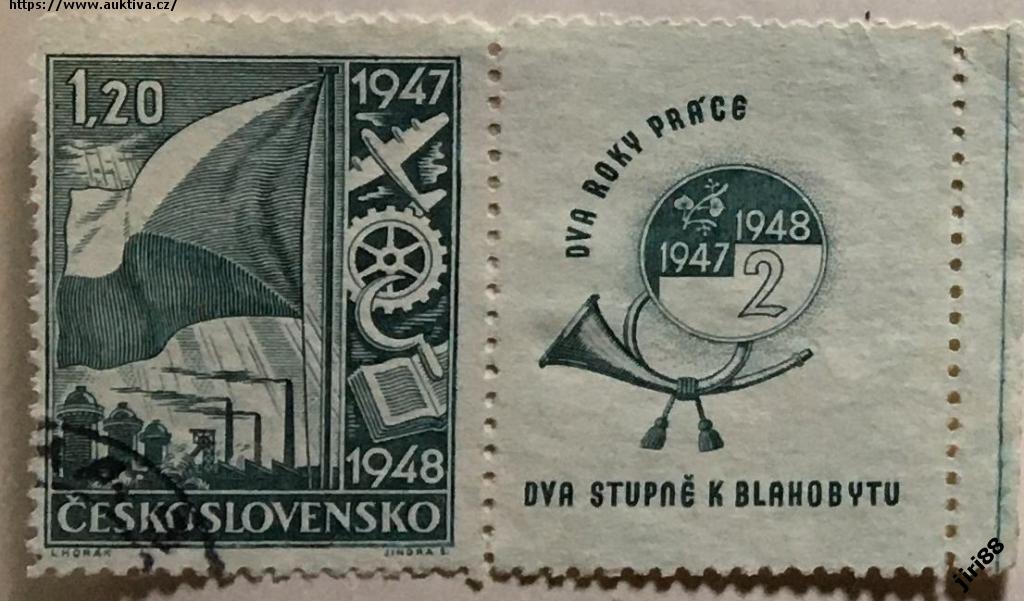 https://www.auktiva.cz/
1,20
1947
1948
ČESKOSLOVENSKO
L.HORÁK
JINDRA S.
DVA ROKY PRÁCE
1948
1947
2
DVA STUPNĚ K BLAHOBYTU
jiri88